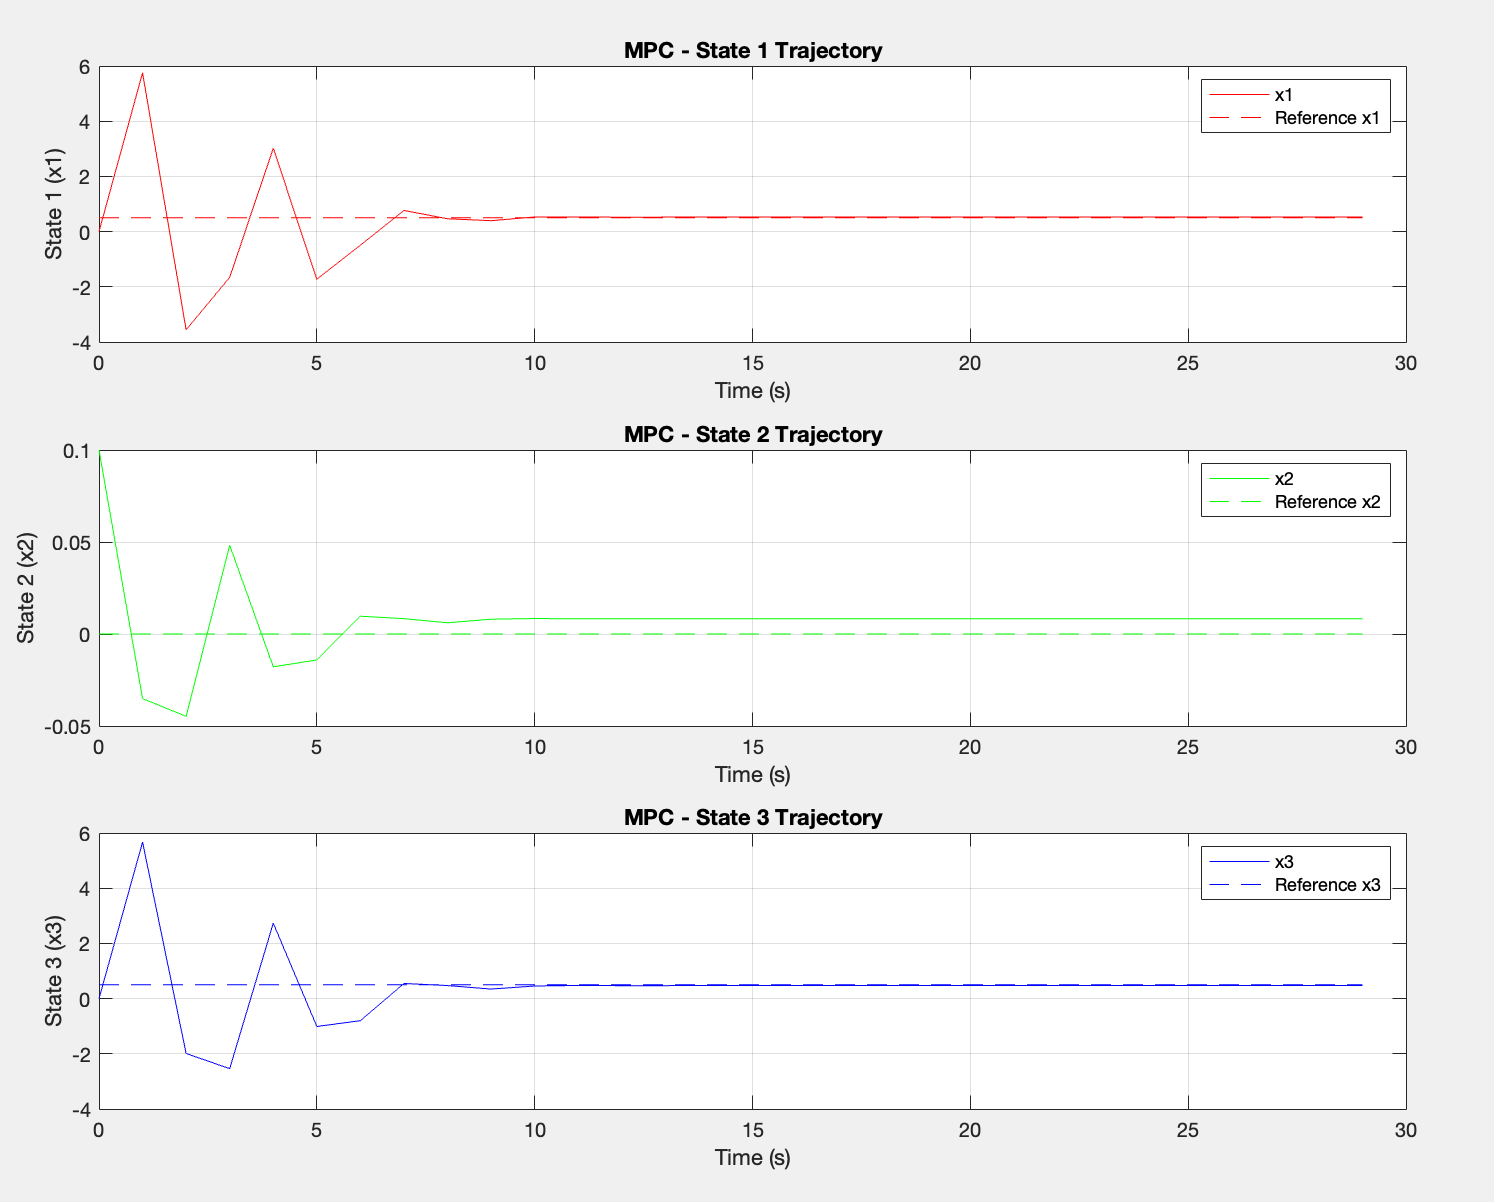 MPC - State 1 Trajectory
6
4
2
0
-2
-4
State 1 (x1)
x1
Reference x1
0 5 10 15 20 25 30
Time (s)
MPC - State 2 Trajectory
0.1
0.05
0
-0.05
State 2 (x2)
x2
Reference x2
0 5 10 15 20 25 30
Time (s)
MPC - State 3 Trajectory
6
4
2
0
-2
-4
State 3 (x3)
x3
Reference x3
0 5 10 15 20 25 30
Time (s)